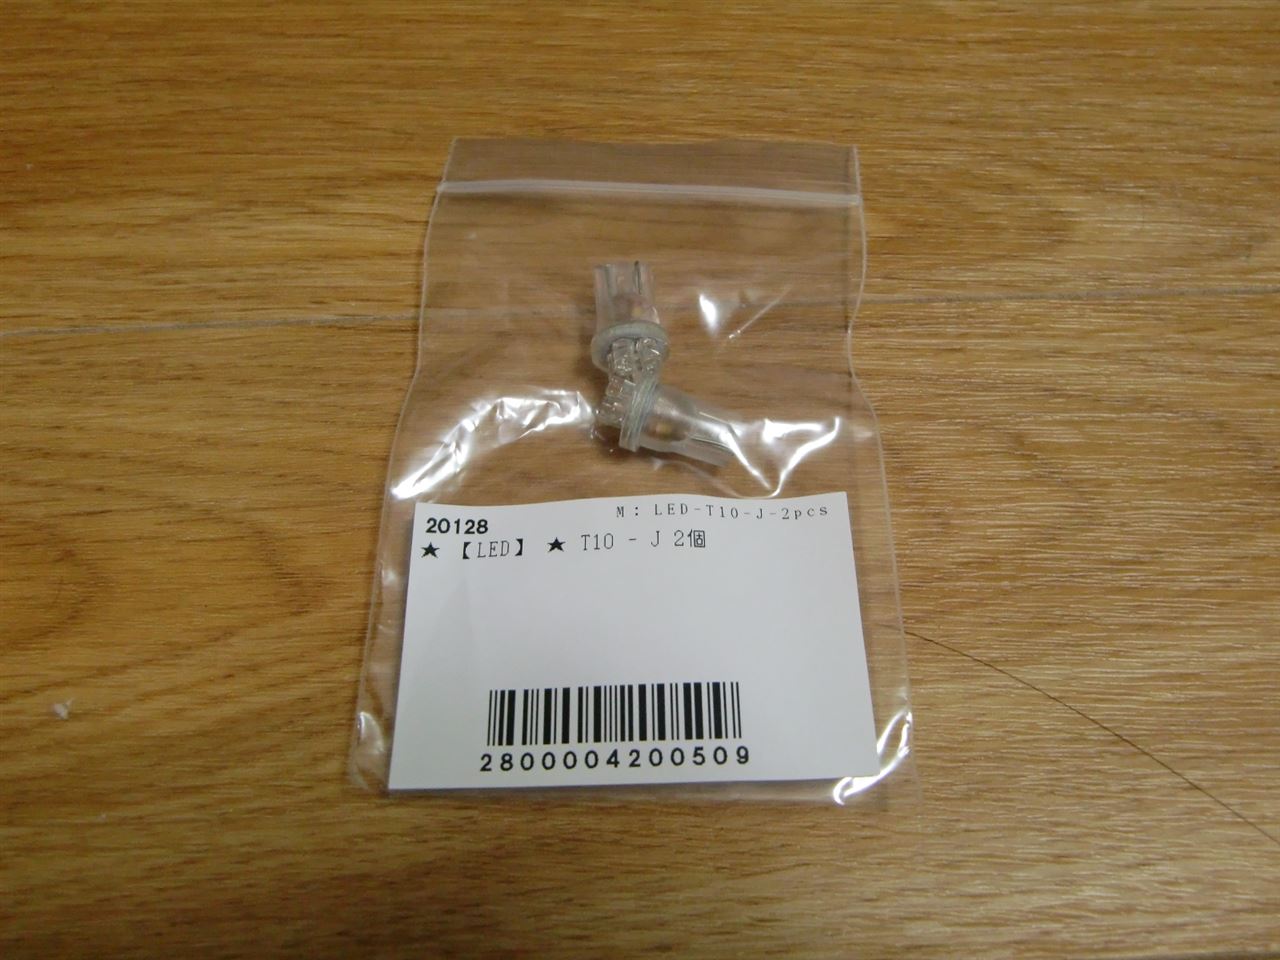 M: LED-T10-J-2pcs
20128
★ 【LED】 ★ T10 - J 2個
2800004200509